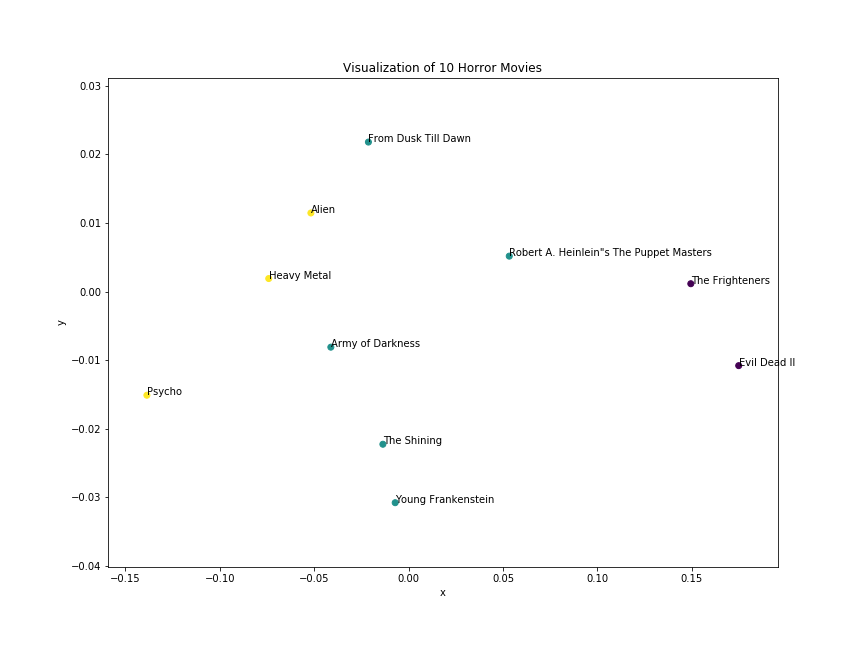 Visualization of 10 Horror Movies
0.03
0.02
0.01
0.00
−0.01
−0.02
−0.03
−0.04
y
From Dusk Till Dawn
Alien
Robert A. Heinlein"s The Puppet Masters
Heavy Metal
The Frighteners
Army of Darkness
Evil Dead II
Psycho
The Shining
Young Frankenstein
−0.15
−0.10
−0.05
0.00
0.05
0.10
0.15
x